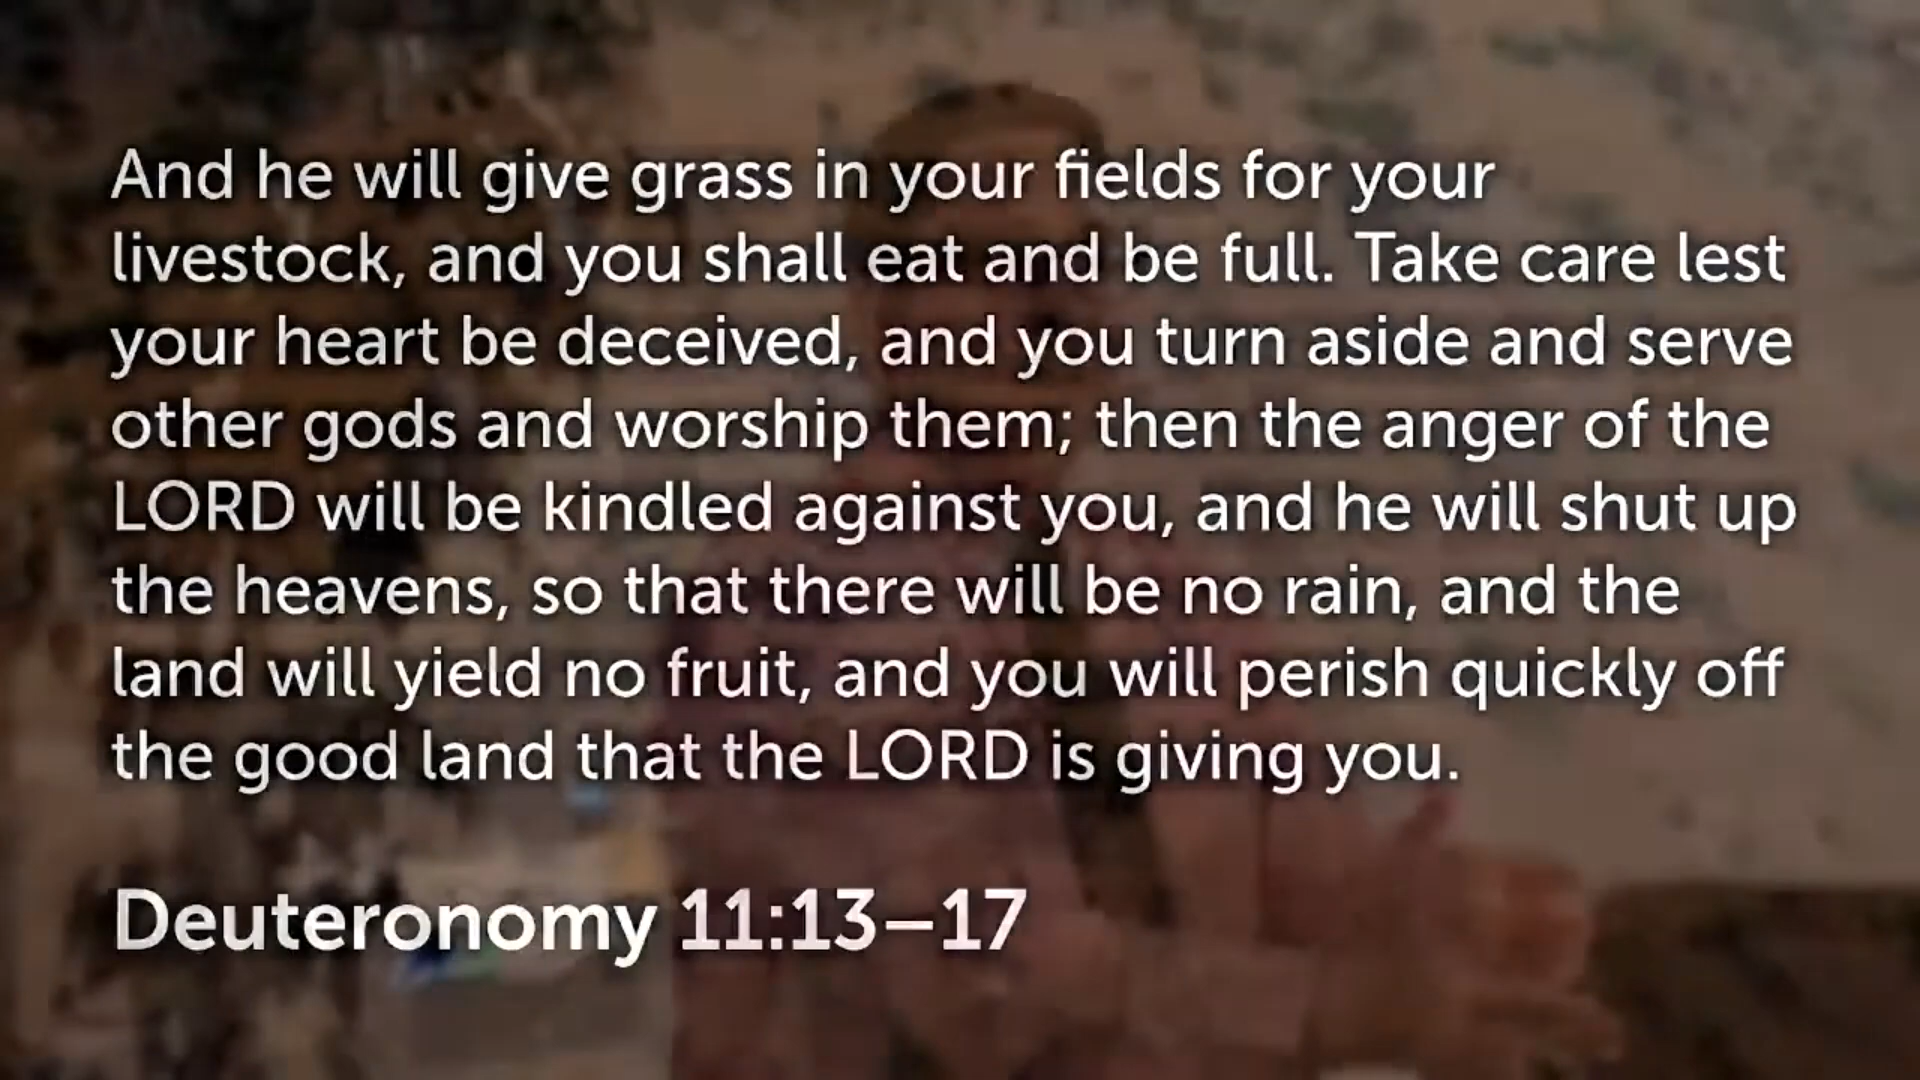 And he will give grass in your fields for your
livestock, and you shall eat and be full. Take care lest
your heart be deceived, and you turn aside and serve
other gods and worship them; then the anger of the
LORD will be kindled against you, and he will shut up
the heavens, so that there will be no rain, and the
land will yield no fruit, and you will perish quickly off
the good land that the LORD is giving you.
Deuteronomy 11:13–17